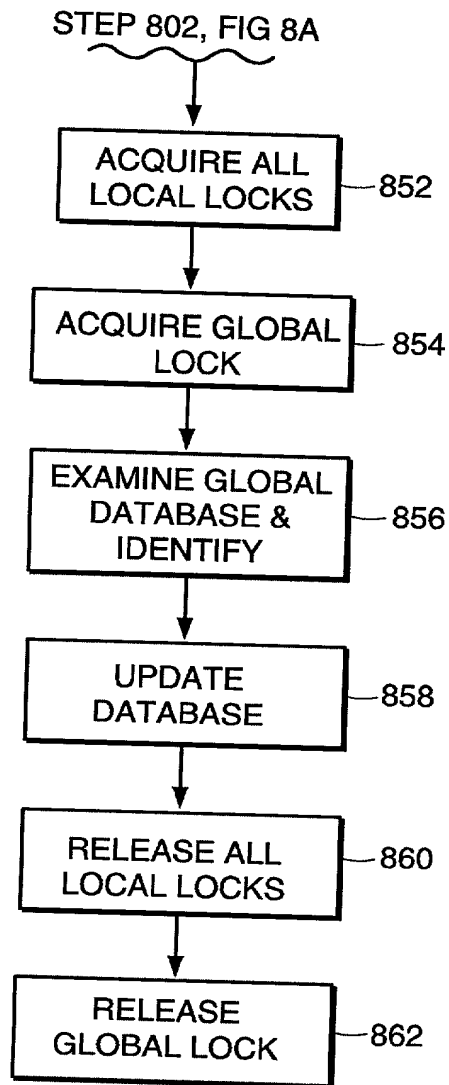 STEP 802, FIG 8A
ACQUIRE ALL
LOCAL LOCKS
852
ACQUIRE GLOBAL
LOCK
854
EXAMINE GLOBAL
DATABASE &
IDENTIFY
856
UPDATE
DATABASE
858
RELEASE ALL
LOCAL LOCKS
860
RELEASE
GLOBAL LOCK
862